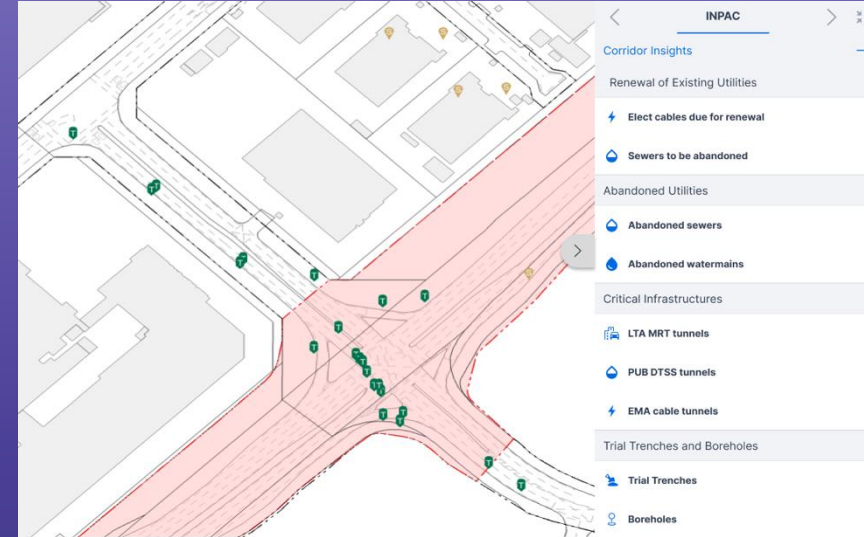 INPAC
Corridor Insights
Renewal of Existing Utilities
Elect cables due for renewal
Sewers to be abandoned
Abandoned Utilities
Abandoned sewers
Abandoned watermains
Critical Infrastructures
LTA MRT tunnels
PUB DTSS tunnels
EMA cable tunnels
Trial Trenches and Boreholes
Trial Trenches
Boreholes